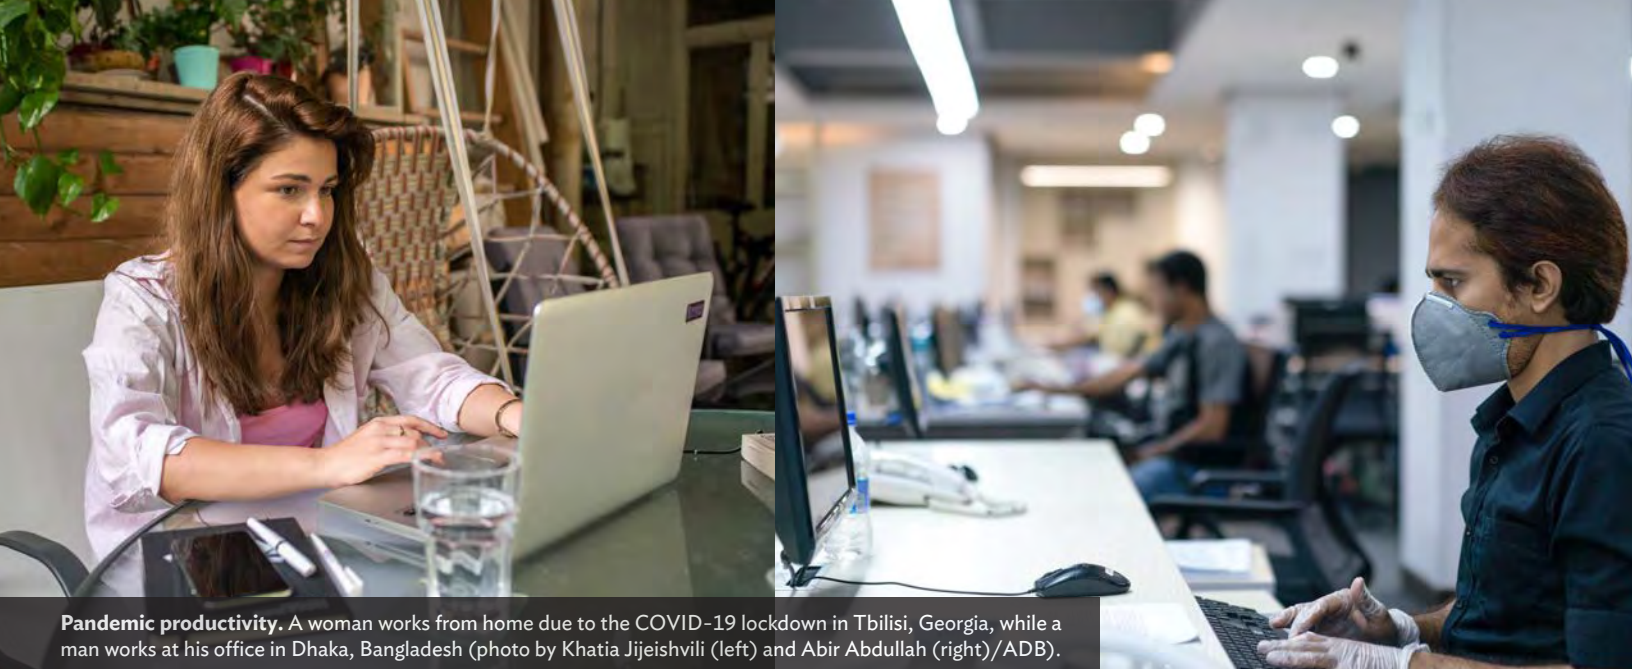 Pandemic productivity. A woman works from home due to the COVID-19 lockdown in Tbilisi, Georgia, while a
man works at his office in Dhaka, Bangladesh (photo by Khatia Jijeishvili (left) and Abir Abdullah (right)/ADB).